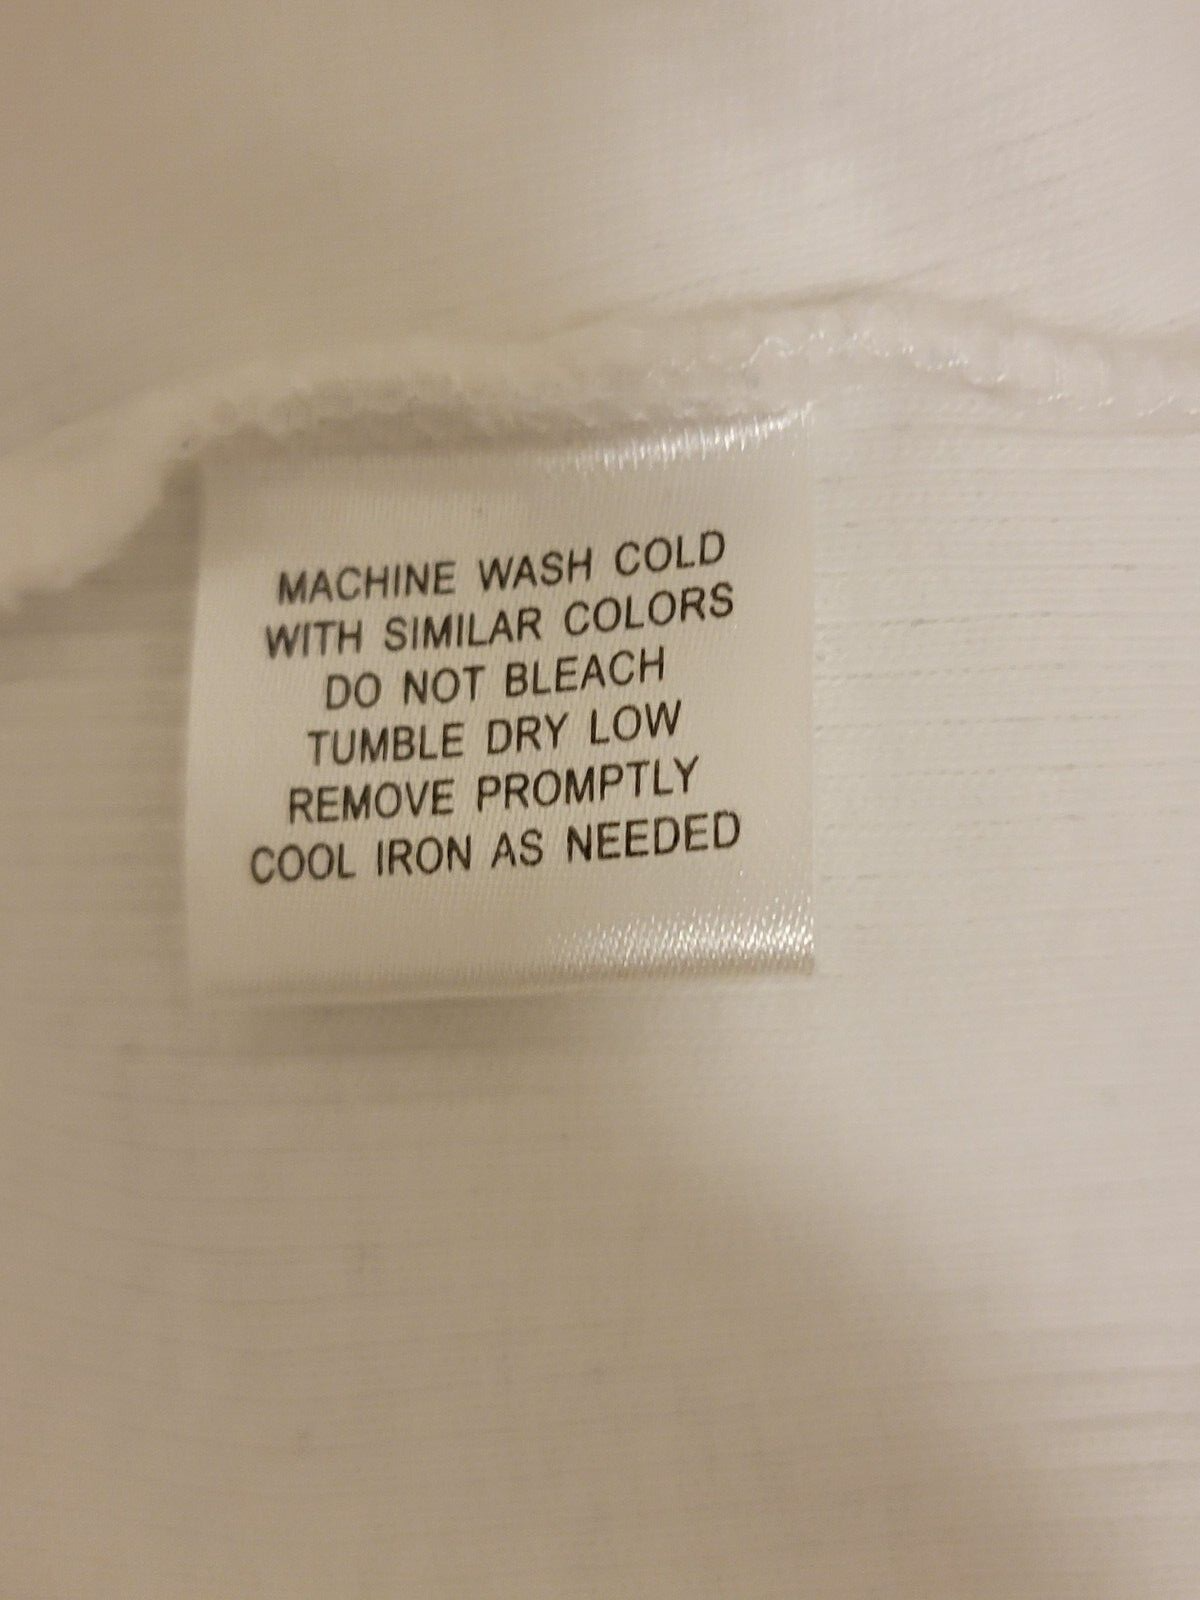 MACHINE WASH COLD
WITH SIMILAR COLORS
DO NOT BLEACH
TUMBLE DRY LOW
REMOVE PROMPTLY
COOL IRON AS NEEDED